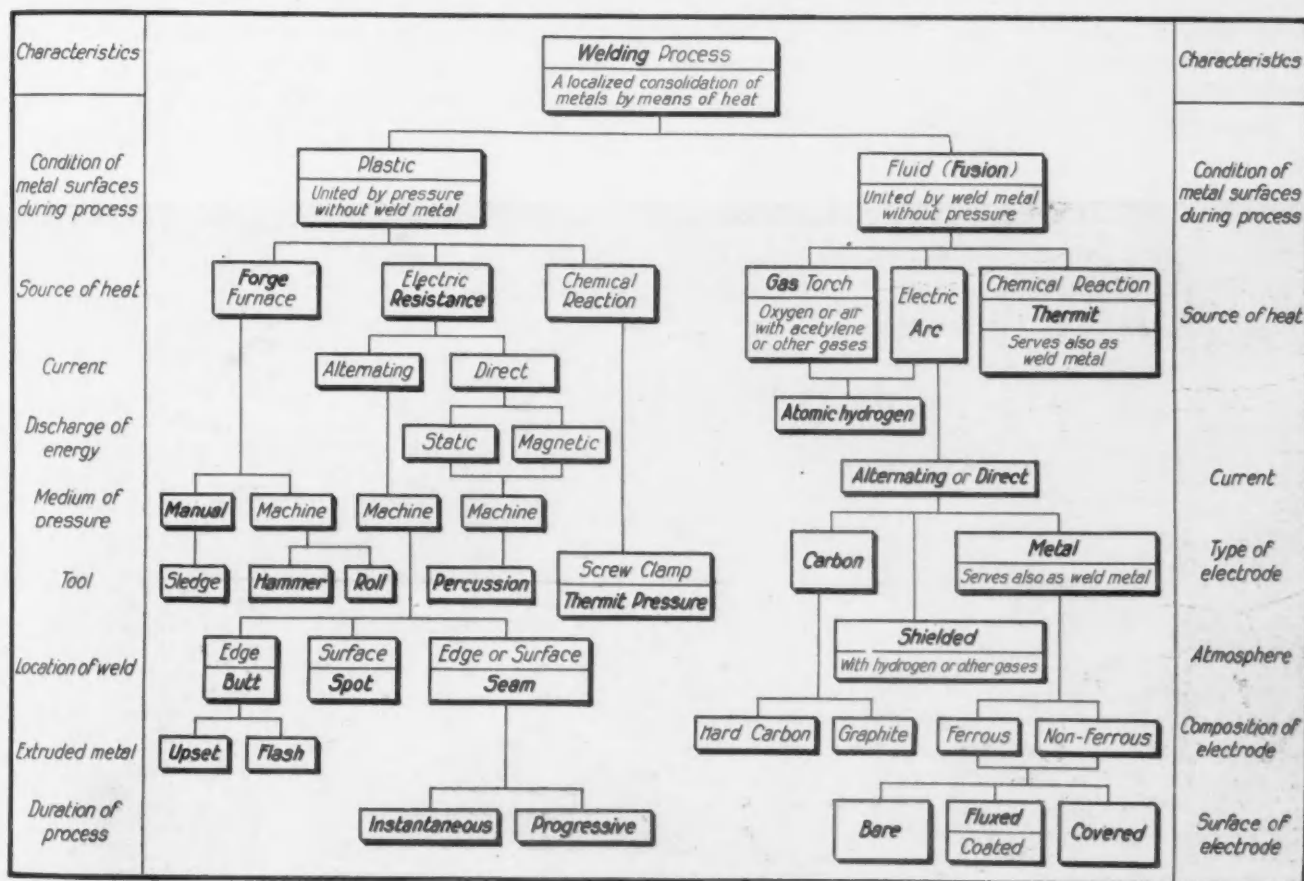 Characteristics
Welding Process
A localized consolidation of
metals by means of heat
Characteristics
Condition of
metal surfaces
during process
Plastic
United by pressure
without weld metal
Fluid (Fusion)
United by weld metal
without pressure
Condition of
metal surfaces
during process
Source of heat
Forge
Furnace
Electric
Resistance
Chemical
Reaction
Gas Torch
Oxygen or air
with acetylene
or other gases
Electric
Arc
Chemical Reaction
Thermit
Serves also as
weld metal
Source of heat
Current
Alternating
Direct
Atomic hydrogen
Discharge of
energy
Static
Magnetic
Medium of
pressure
Manual
Machine
Machine
Machine
Alternating or Direct
Current
Tool
Sledge
Hammer
Roll
Percussion
Screw Clamp
Thermit Pressure
Carbon
Metal
Serves also as weld metal
Type of
electrode
Location of weld
Edge
Butt
Surface
Spot
Edge or Surface
Seam
Shielded
With hydrogen or other gases
Atmosphere
Extruded metal
Upset
Flash
Hard Carbon
Graphite
Ferrous
Non-Ferrous
Composition of
electrode
Duration of
process
Instantaneous
Progressive
Bare
Fluxed
Coated
Covered
Surface of
electrode